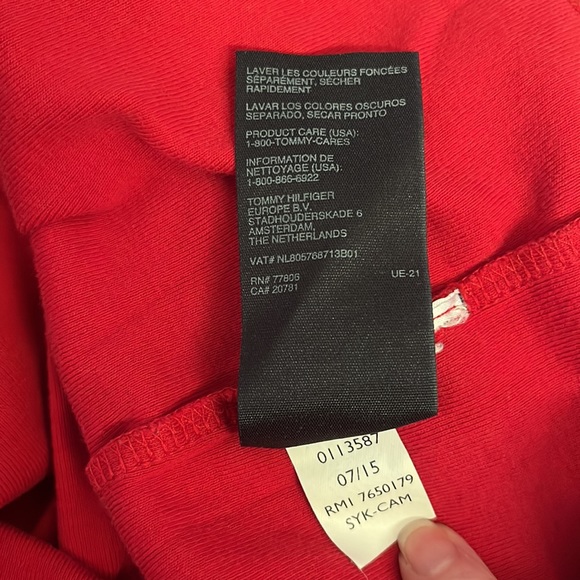 LAVER LES COULEURS FONCÉES
SÉPARÉMENT, SÉCHER
RAPIDEMENT
LAVAR LOS COLORES OSCUROS
SEPARADO, SECAR PRONTO
PRODUCT CARE (USA):
1-800-TOMMY-CARES
INFORMATION DE
NETTOYAGE (USA):
1-800-866-6922
TOMMY HILFIGER
EUROPE B.V.
STADHOUDERSKADE 6
AMSTERDAM,
THE NETHERLANDS
VAT# NL805768713B01
RN# 77806
CA# 20781
UE-21
0113587
07/15
RM1 7650179
SYK-CAM